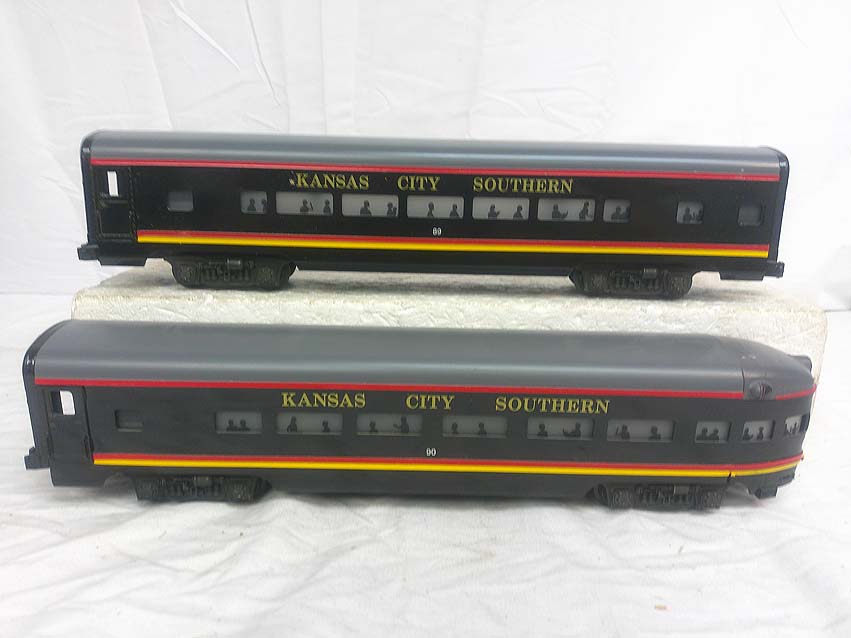 KANSAS CITY SOUTHERN
89
KANSAS CITY SOUTHERN
90